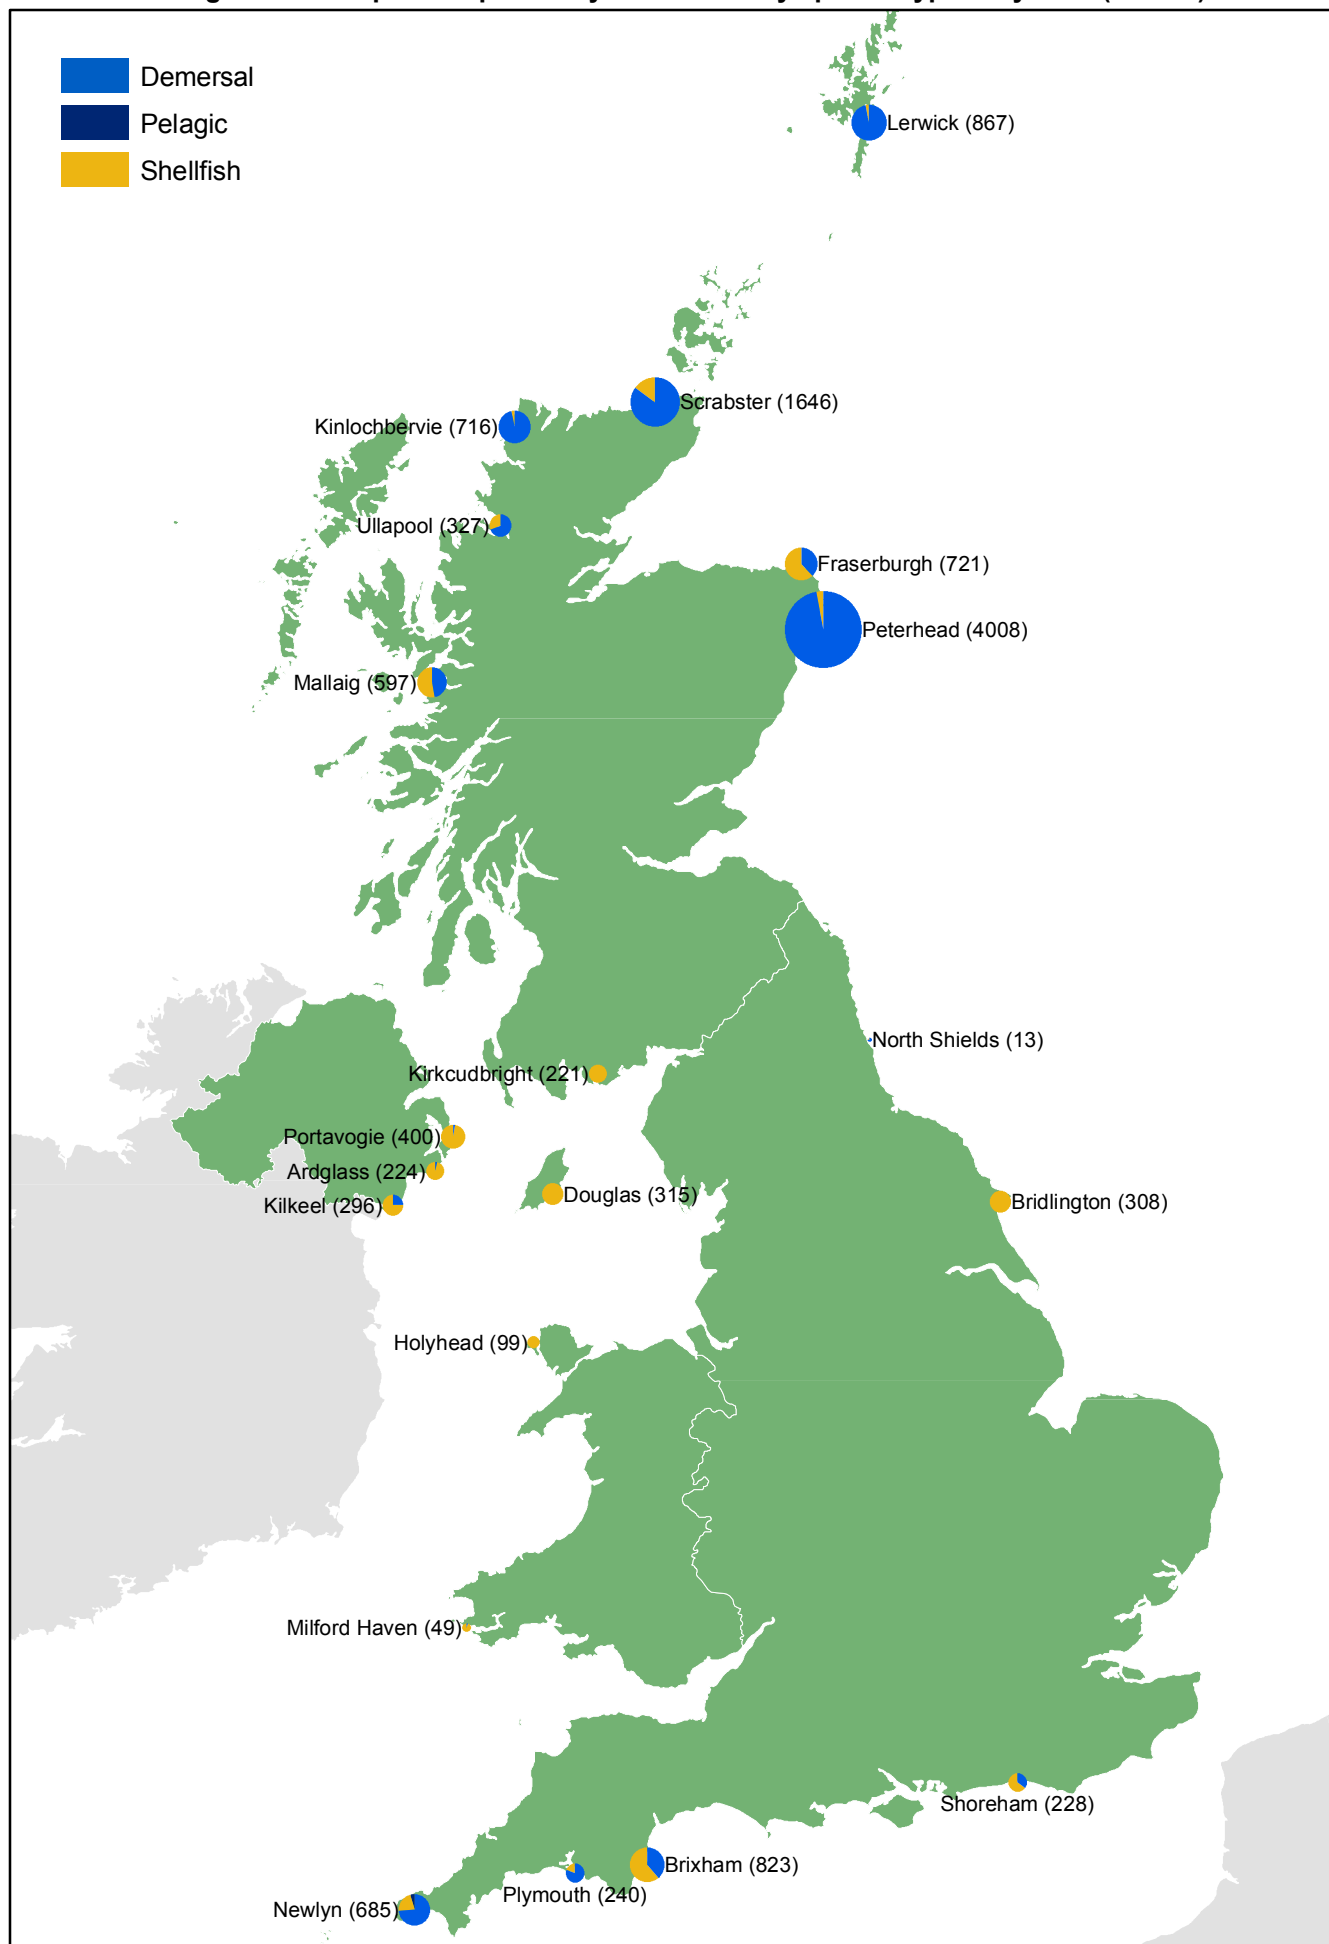 Demersal
Pelagic
Shellfish
Lerwick (867)
Scrabster (1646)
Kinlochbervie (716)
Ullapool (327)
Fraserburgh (721)
Peterhead (4008)
Mallaig (597)
North Shields (13)
Kirkcudbright (221)
Portavogie (400)
Ardglass (224)
Kilkeel (296)
Douglas (315)
Bridlington (308)
Holyhead (99)
Milford Haven (49)
Shoreham (228)
Brixham (823)
Plymouth (240)
Newlyn (685)